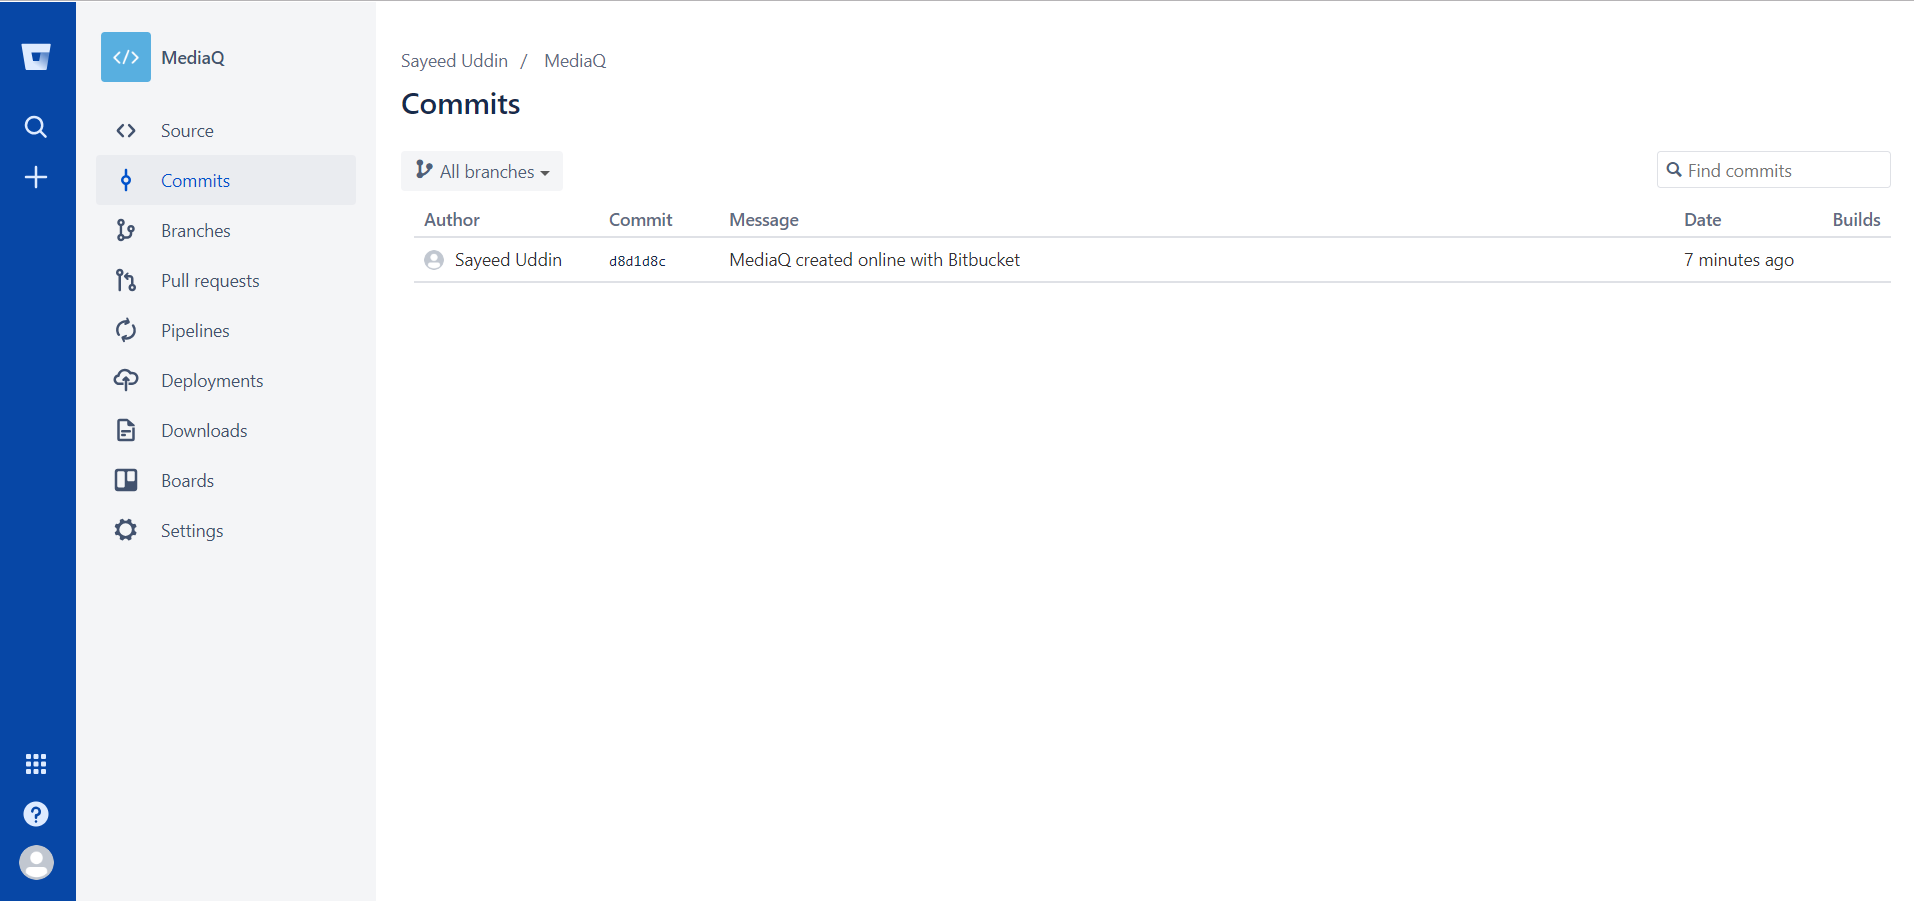 MediaQ
Source
Commits
Branches
Pull requests
Pipelines
Deployments
Downloads
Boards
Settings
Sayeed Uddin / MediaQ
Commits
All branches
Find commits
Author Commit Message Date Builds
Sayeed Uddin d8d1d8c MediaQ created online with Bitbucket 7 minutes ago